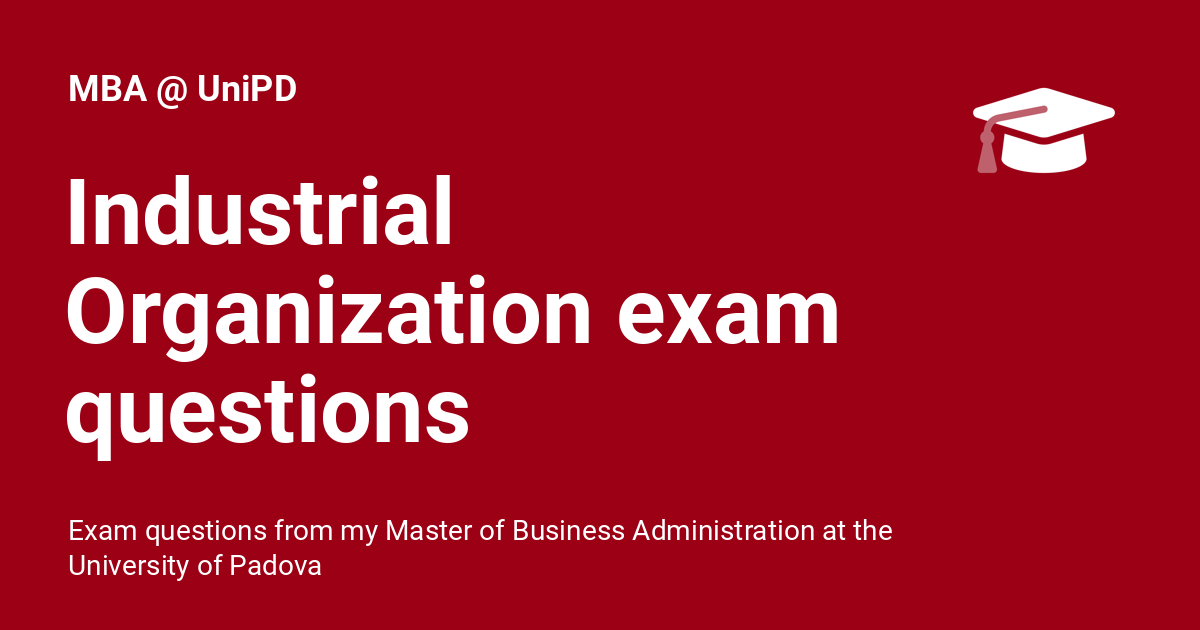 MBA @ UniPD
Industrial
Organization exam
questions
Exam questions from my Master of Business Administration at the
University of Padova